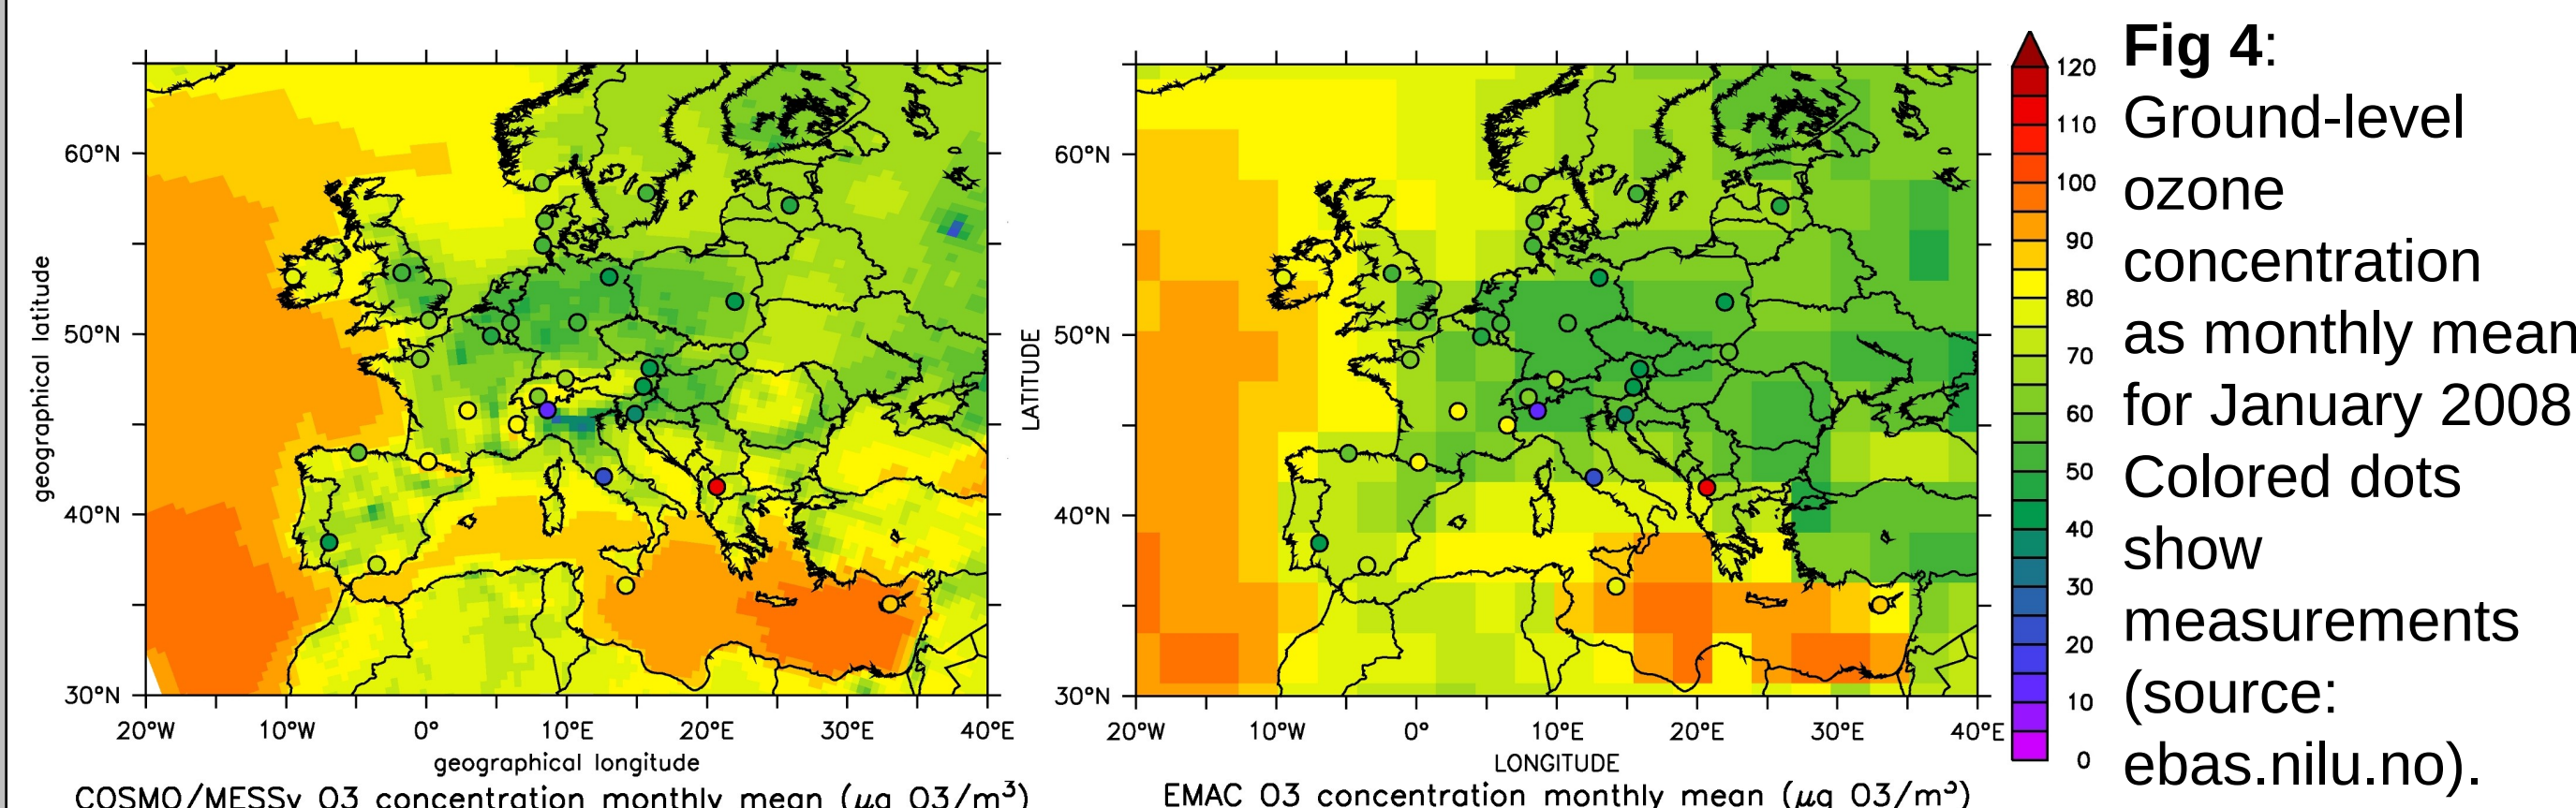 60°N
50°N
40°N
30°N
geographical latitude
20°W 10°W 0° 10°E 20°E 30°E 40°E
geographical longitude
COSMO/MESSy O3 concentration monthly mean (µg O3/m³)
60°N
50°N
40°N
30°N
LATITUDE
20°W 10°W 0° 10°E 20°E 30°E 40°E
LONGITUDE
EMAC O3 concentration monthly mean (µg O3/m³)
120
110
100
90
80
70
60
50
40
30
20
10
0
Fig 4:
Ground-level
ozone
concentration
as monthly mean
for January 2008
Colored dots
show
measurements
(source:
ebas.nilu.no).